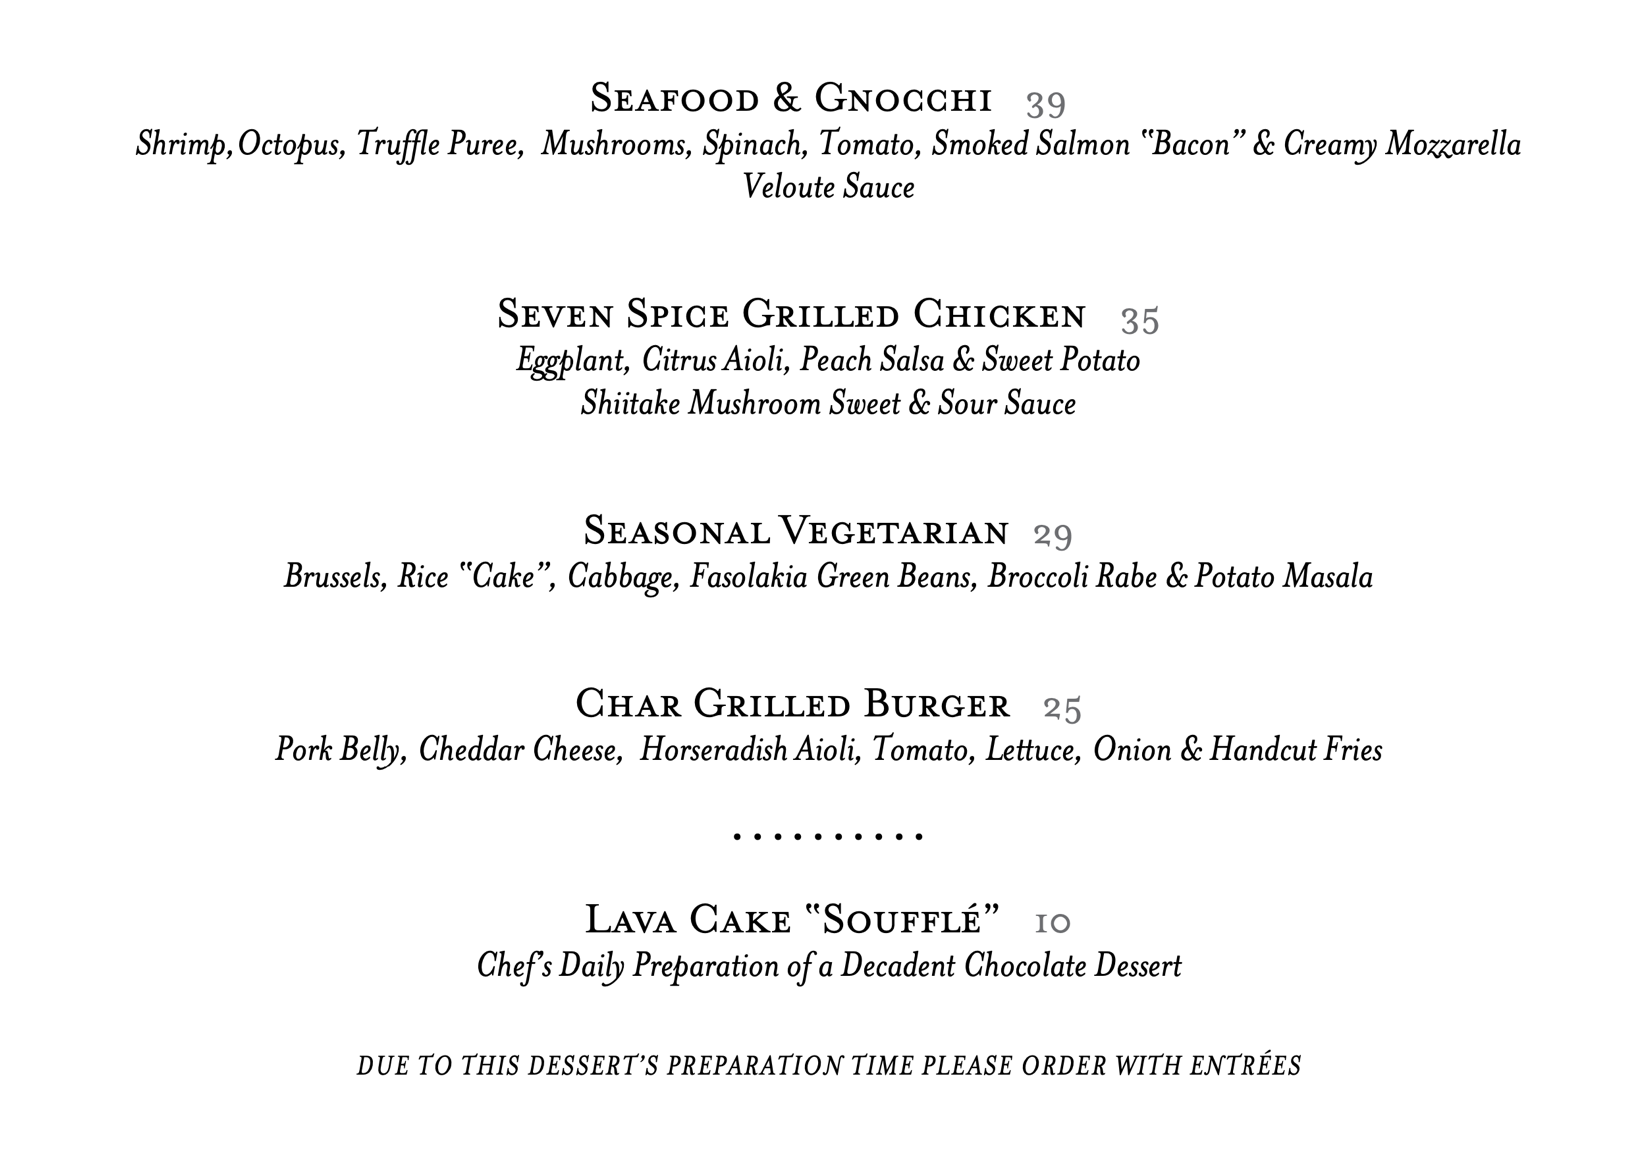 Seafood & Gnocchi 39
Shrimp, Octopus, Truffle Puree, Mushrooms, Spinach, Tomato, Smoked Salmon "Bacon" & Creamy Mozzarella
Veloute Sauce
Seven Spice Grilled Chicken 35
Eggplant, Citrus Aioli, Peach Salsa & Sweet Potato
Shiitake Mushroom Sweet & Sour Sauce
Seasonal Vegetarian 29
Brussels, Rice "Cake", Cabbage, Fasolakia Green Beans, Broccoli Rabe & Potato Masala
Char Grilled Burger 25
Pork Belly, Cheddar Cheese, Horseradish Aioli, Tomato, Lettuce, Onion & Handcut Fries
..........
Lava Cake "Soufflé" 10
Chef's Daily Preparation of a Decadent Chocolate Dessert
DUE TO THIS DESSERT'S PREPARATION TIME PLEASE ORDER WITH ENTRÉES